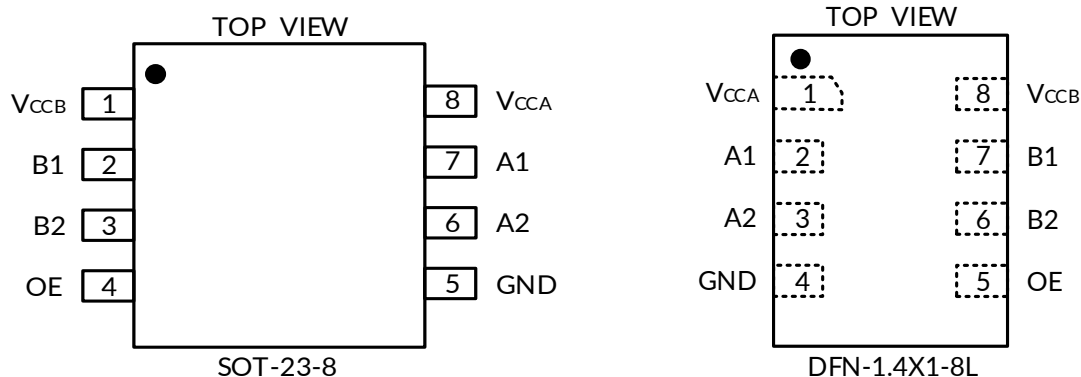 TOP VIEW
VCCB 1 8 VCCA
B1 2 7 A1
B2 3 6 A2
OE 4 5 GND
SOT-23-8
TOP VIEW
VCCA 1 8 VCCB
A1 2 7 B1
A2 3 6 B2
GND 4 5 OE
DFN-1.4X1-8L